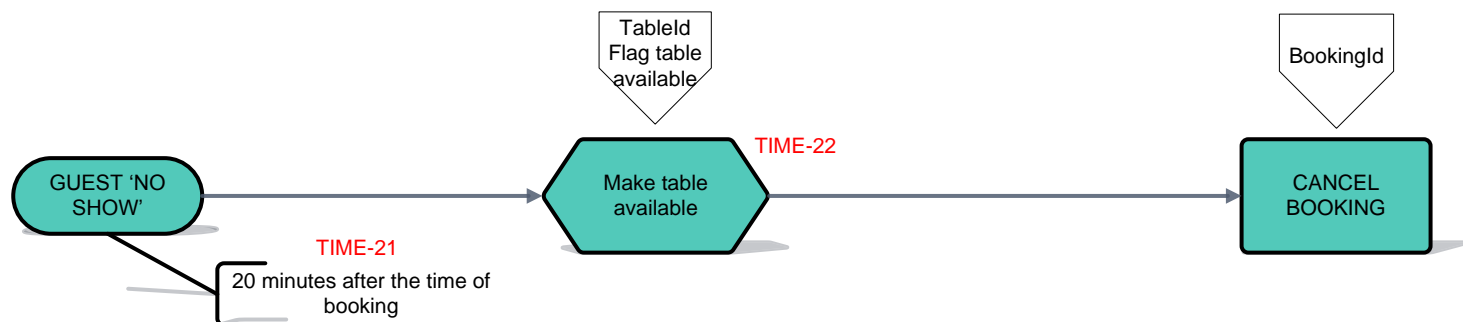 TableId
Flag table
available
BookingId
GUEST ‘NO
SHOW’
Make table
available
TIME-22
CANCEL
BOOKING
TIME-21
20 minutes after the time of
booking